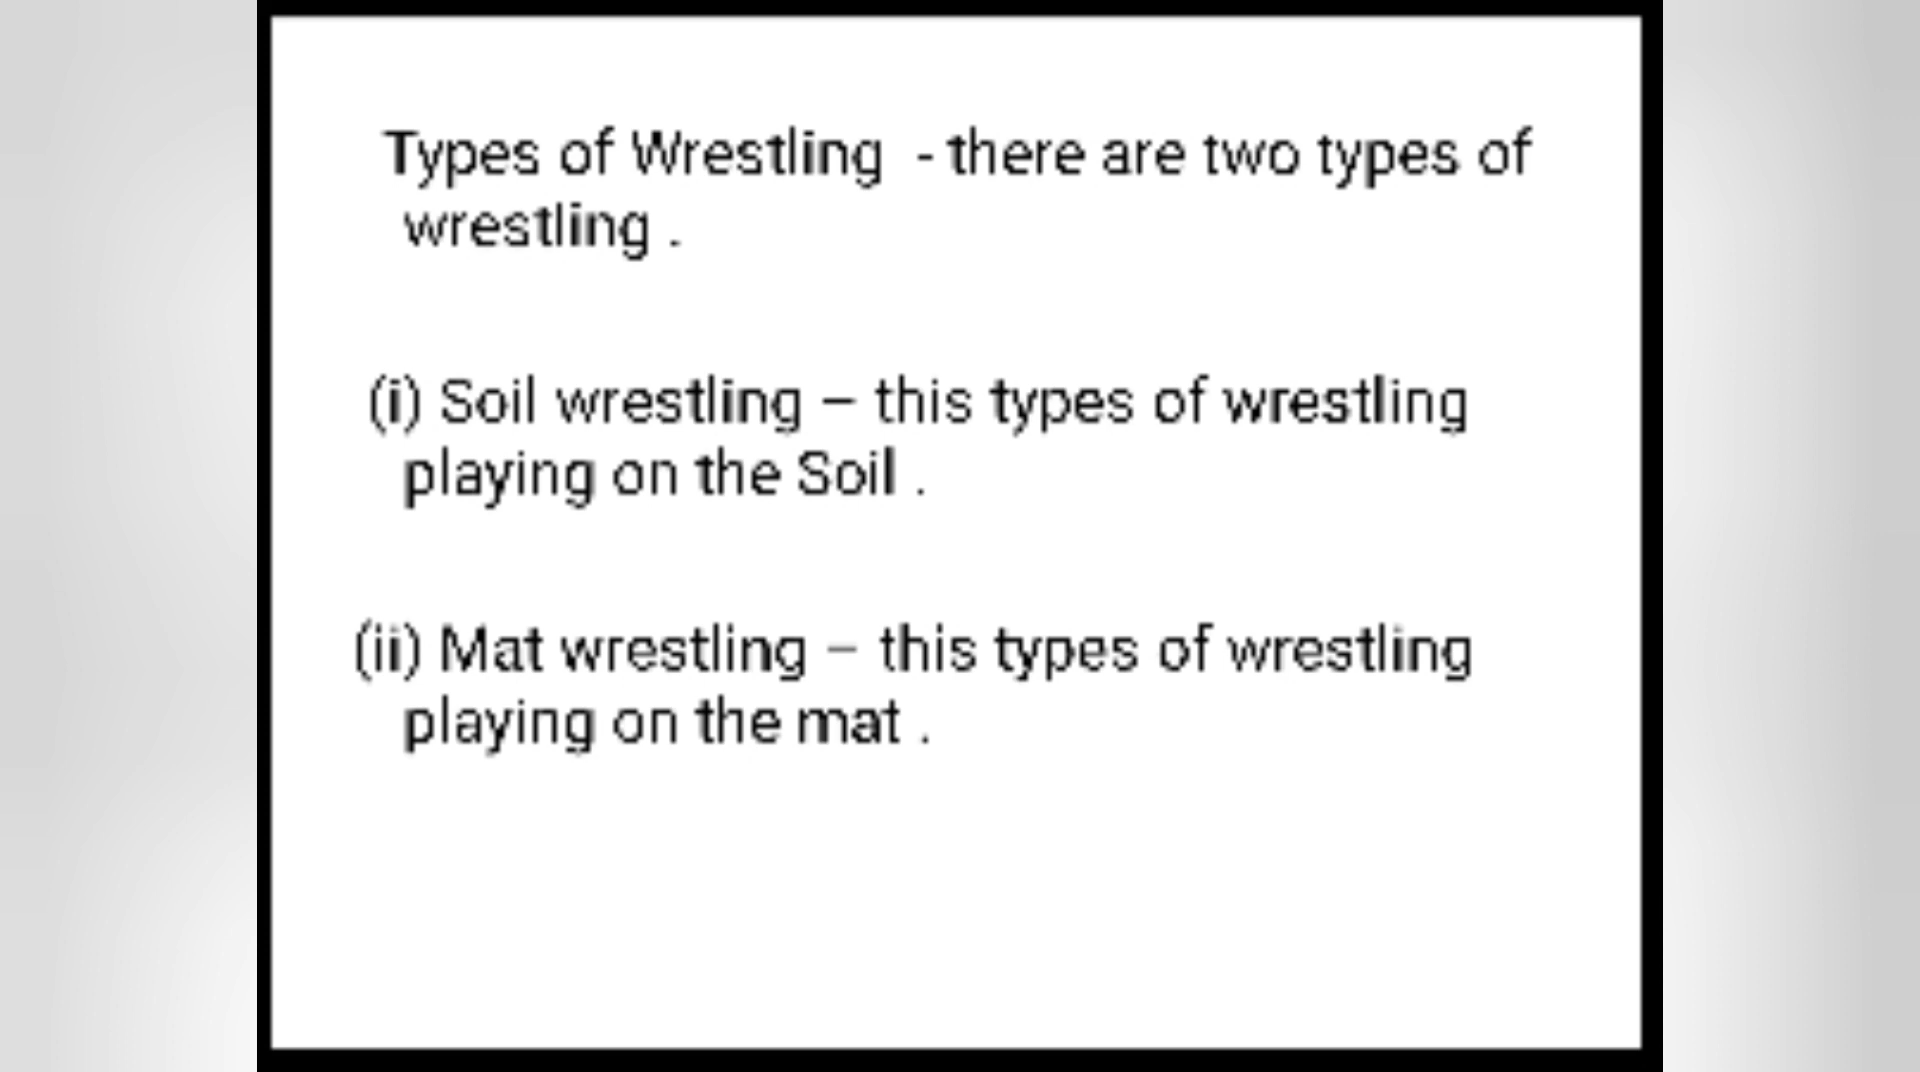 Types of Wrestling - there are two types of
wrestling .
(i) Soil wrestling – this types of wrestling
playing on the Soil .
(ii) Mat wrestling – this types of wrestling
playing on the mat .